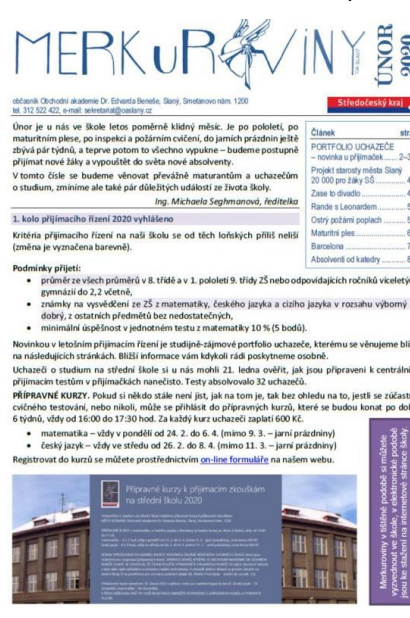 MERKUROVINY
ÚNOR
2020
občasník Obchodní akademie Dr. Edvarda Beneše, Slaný, Smetanovo nám. 1200
tel. 312 522 422, e-mail: sekretariat@oaslany.cz
Středočeský kraj
Únor je u nás ve škole letos poměrně klidný měsíc. Je po pololetí, po
maturitním plese, po inspekci a požárním cvičení, do jarních prázdnin ještě
zbývá pár týdnů, a teprve potom to všechno vypukne – budeme postupně
přijímat nové žáky a vypouštět do světa nové absolventy.
V tomto čísle se budeme věnovat převážně maturantům a uchazečům
o studium, zmíníme ale také pár důležitých událostí ze života školy.
Ing. Michaela Seghmanová, ředitelka
Článek str.
PORTFOLIO UCHAZEČE
– novinka u přijímaček ....... 2–3
Projekt starosty města Slaný
20 000 pro žáky SŠ ............. 4
Zase to divadlo ................... 4
Rande s Leonardem ........... 5
Ostrý požární poplach ........ 5
Maturitní ples ..................... 6
Barcelona ........................... 7
Absolventi od katedry ........ 8
1. kolo přijímacího řízení 2020 vyhlášeno
Kritéria přijímacího řízení na naši školu se od těch loňských příliš neliší
(změna je vyznačena barevně).
Podmínky přijetí:
• průměr ze všech průměrů v 8. třídě a v 1. pololetí 9. třídy ZŠ nebo odpovídajících ročníků víceletý
gymnázií do 2,2 včetně,
• známky na vysvědčení ze ZŠ z matematiky, českého jazyka a cizího jazyka v rozsahu výborný
dobrý, z ostatních předmětů bez nedostatečných,
• minimální úspěšnost v jednotném testu z matematiky 10 % (5 bodů).
Novinkou v letošním přijímacím řízení je studijně-zájmové portfolio uchazeče, kterému se věnujeme blí
na následujících stránkách. Bližší informace vám kdykoli rádi poskytneme osobně.
Uchazeči o studium na střední škole si u nás mohli 21. ledna ověřit, jak jsou připraveni k centrální
přijímacím testům v přijímačkách nanečisto. Testy absolvovalo 32 uchazečů.
PŘÍPRAVNÉ KURZY. Pokud si někdo stále není jist, jak na tom je, tak bez ohledu na to, jestli se zúčastn
cvičného testování, nebo nikoli, může se přihlásit do přípravných kurzů, které se budou konat po dob
6 týdnů, vždy od 16:00 do 17:30 hod. Za každý kurz uchazeči zaplatí 600 Kč.
• matematika – vždy v pondělí od 24. 2. do 6. 4. (mimo 9. 3. – jarní prázdniny)
• český jazyk – vždy ve středu od 26. 2. do 8. 4. (mimo 11. 3. – jarní prázdniny)
Registrovat do kurzů se můžete prostřednictvím on-line formuláře na našem webu.
Přípravné kurzy k přijímacím zkouškám
na střední školu 2020
Merkuroviny v tištěné podobě si můžete
vyzvednout ve škole, v elektronické podobě
jsou ke stažení na internetové stránce školy.